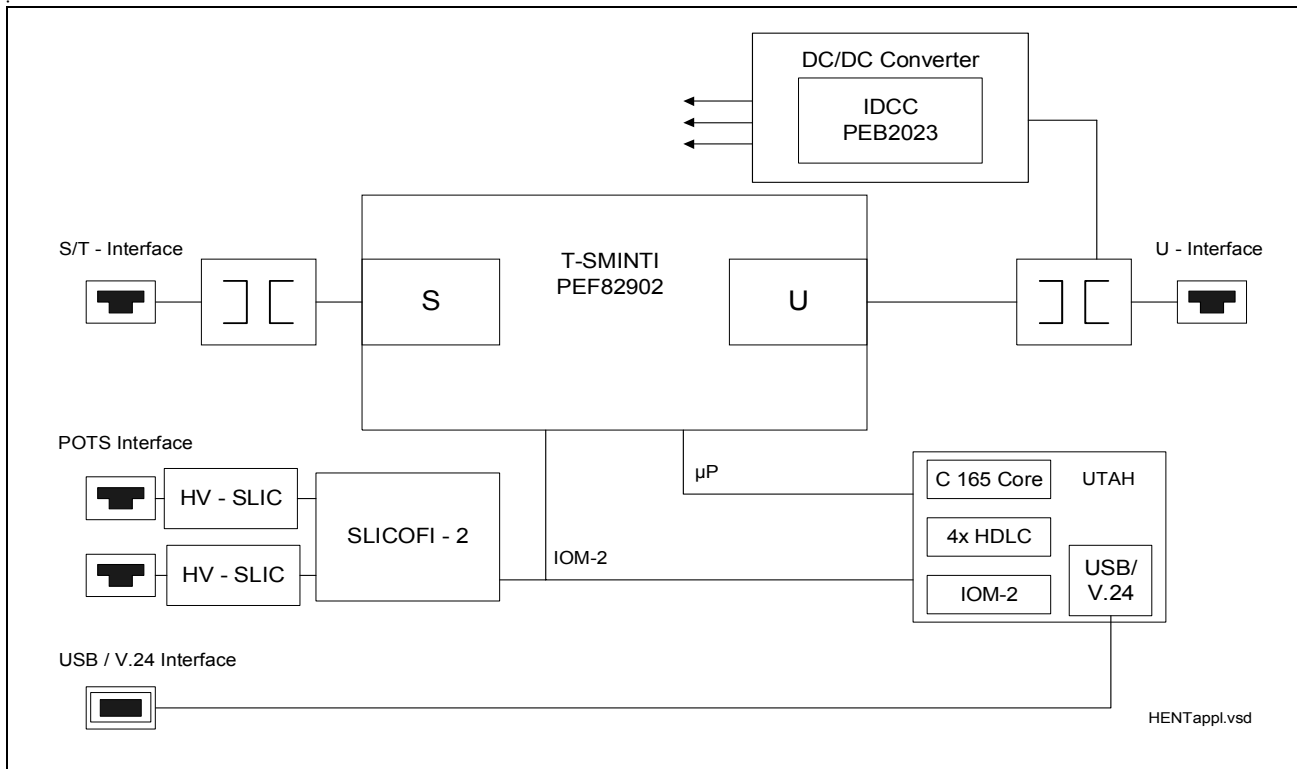 DC/DC Converter
IDCC
PEB2023
S/T - Interface
T-SMINTI
PEF82902
U - Interface
S
U
POTS Interface
µP
C 165 Core
UTAH
HV - SLIC
SLICOFI - 2
4x HDLC
IOM-2
HV - SLIC
USB/
V.24
IOM-2
USB / V.24 Interface
HENTappl.vsd